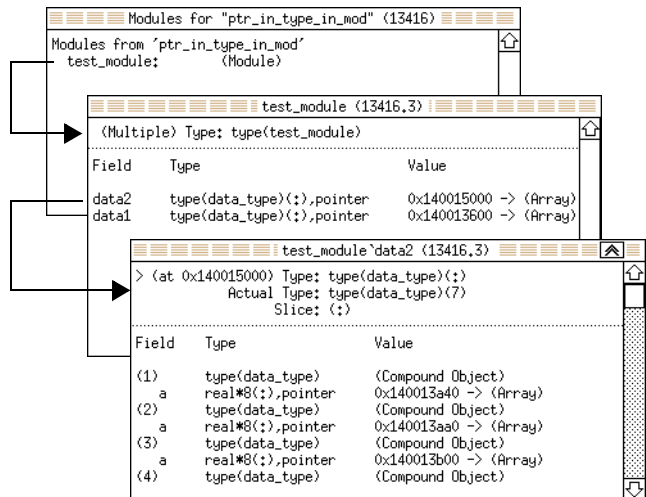 Modules for "ptr_in_type_in_mod" (13416)
Modules from 'ptr_in_type_in_mod'
test_module: (Module)
test_module (13416.3)
(Multiple) Type: type(test_module)
Field Type Value
data2 type(data_type)(:),pointer 0x140015000 -> (Array)
data1 type(data_type)(:),pointer 0x140013600 -> (Array)
test_module`data2 (13416.3)
> (at 0x140015000) Type: type(data_type)(:)
Actual Type: type(data_type)(7)
Slice: (:)
Field Type Value
(1) type(data_type) (Compound Object)
a real*8(:),pointer 0x140013a40 -> (Array)
(2) type(data_type) (Compound Object)
a real*8(:),pointer 0x140013aa0 -> (Array)
(3) type(data_type) (Compound Object)
a real*8(:),pointer 0x140013b00 -> (Array)
(4) type(data_type) (Compound Object)